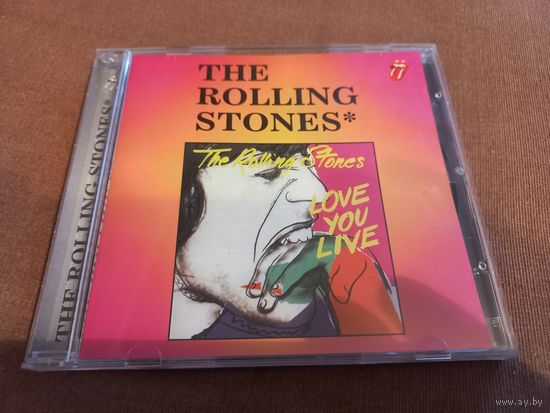 THE
ROLLING
STONES*
The Rolling Stones
LOVE
YOU
LIVE
THE ROLLING STONES*
www.ay.by